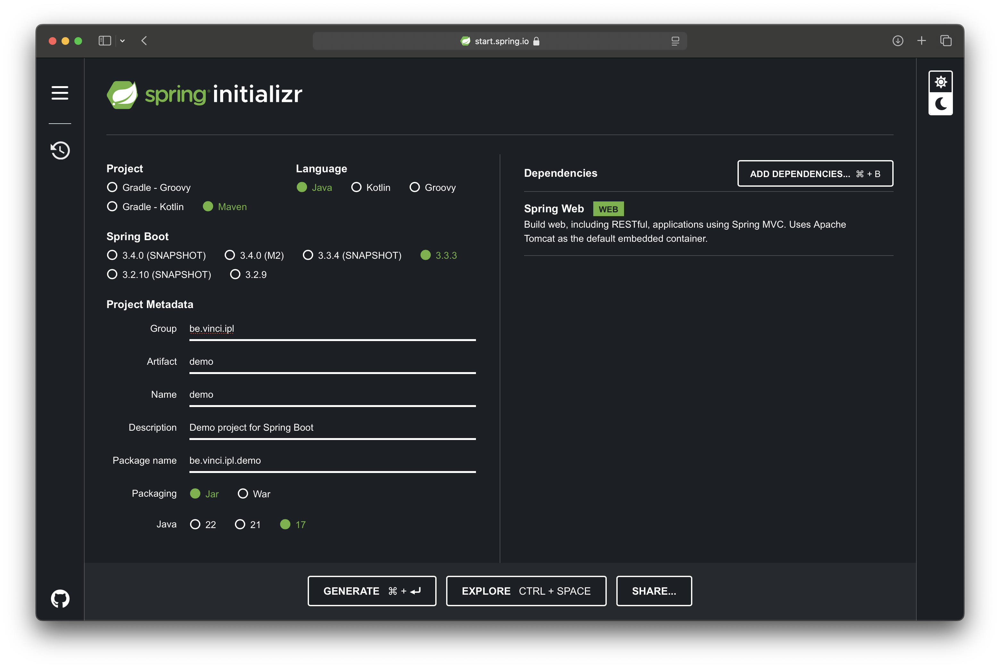 start.spring.io
spring initializr
Project
Gradle - Groovy
Gradle - Kotlin Maven
Language
Java Kotlin Groovy
Spring Boot
3.4.0 (SNAPSHOT) 3.4.0 (M2) 3.3.4 (SNAPSHOT) 3.3.3
3.2.10 (SNAPSHOT) 3.2.9
Project Metadata
Group be.vinci.ipl
Artifact demo
Name demo
Description Demo project for Spring Boot
Package name be.vinci.ipl.demo
Packaging Jar War
Java 22 21 17
Dependencies ADD DEPENDENCIES... ⌘ + B
Spring Web WEB
Build web, including RESTful, applications using Spring MVC. Uses Apache
Tomcat as the default embedded container.
GENERATE ⌘ + ⏎ EXPLORE CTRL + SPACE SHARE...